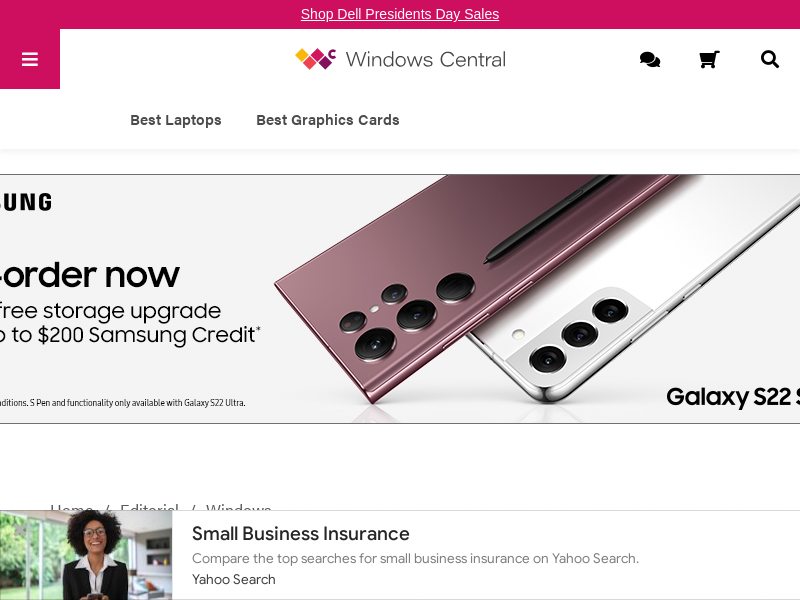 Shop Dell Presidents Day Sales
Windows Central
Best Laptops
Best Graphics Cards
SUNG
-order now
free storage upgrade
to $200 Samsung Credit*
S Pen and functionality only available with Galaxy S22 Ultra.
Galaxy S22
Home / Editorial / Windows
Small Business Insurance
Compare the top searches for small business insurance on Yahoo Search.
Yahoo Search